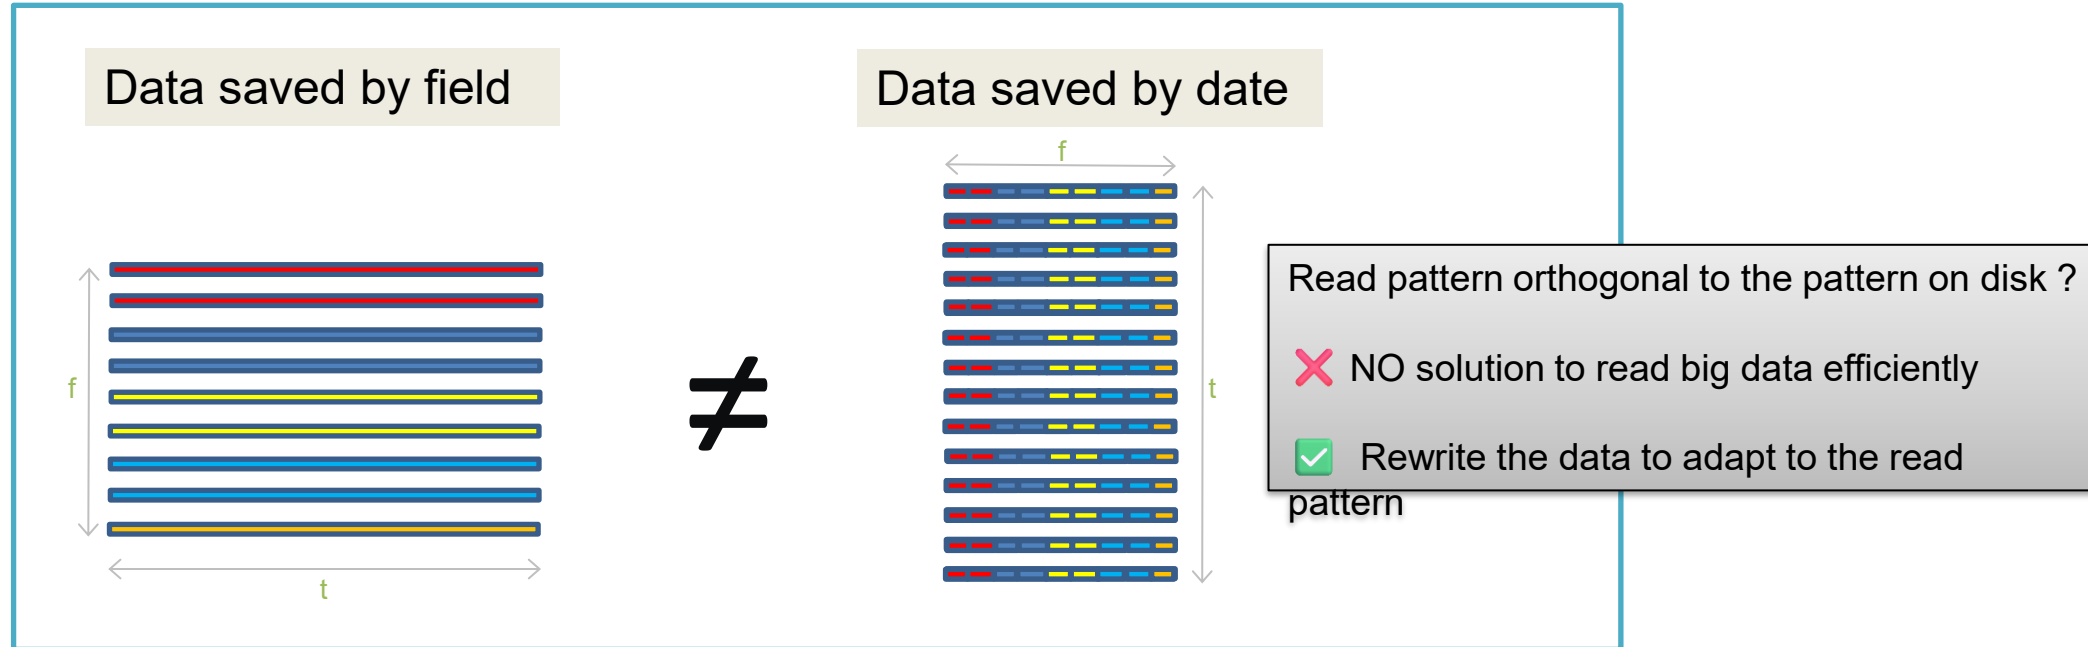 Data saved by field
Data saved by date
f
f
t
t
≠
Read pattern orthogonal to the pattern on disk ?
❌ NO solution to read big data efficiently
✅ Rewrite the data to adapt to the read
pattern